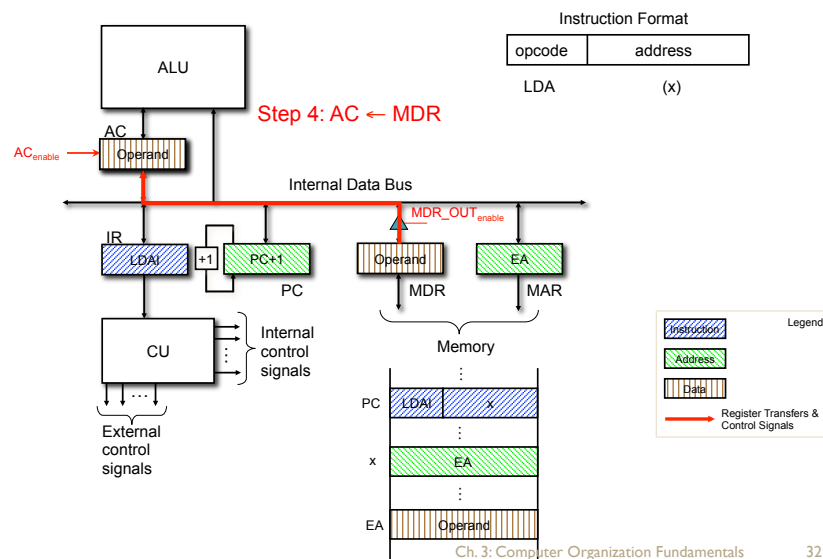 Instruction Format
opcode address
LDA (x)
ALU
Step 4: AC ← MDR
AC
ACenable
Operand
Internal Data Bus
MDR_OUTenable
IR
LDAI
+1
PC+1
PC
Operand
MDR
EA
MAR
CU
Internal
control
signals
⋮
...
External
control
signals
Memory
⋮
PC LDAI x
⋮
x EA
⋮
EA Operand
Legend
Instruction
Address
Data
Register Transfers &
Control Signals
Ch. 3: Computer Organization Fundamentals 32